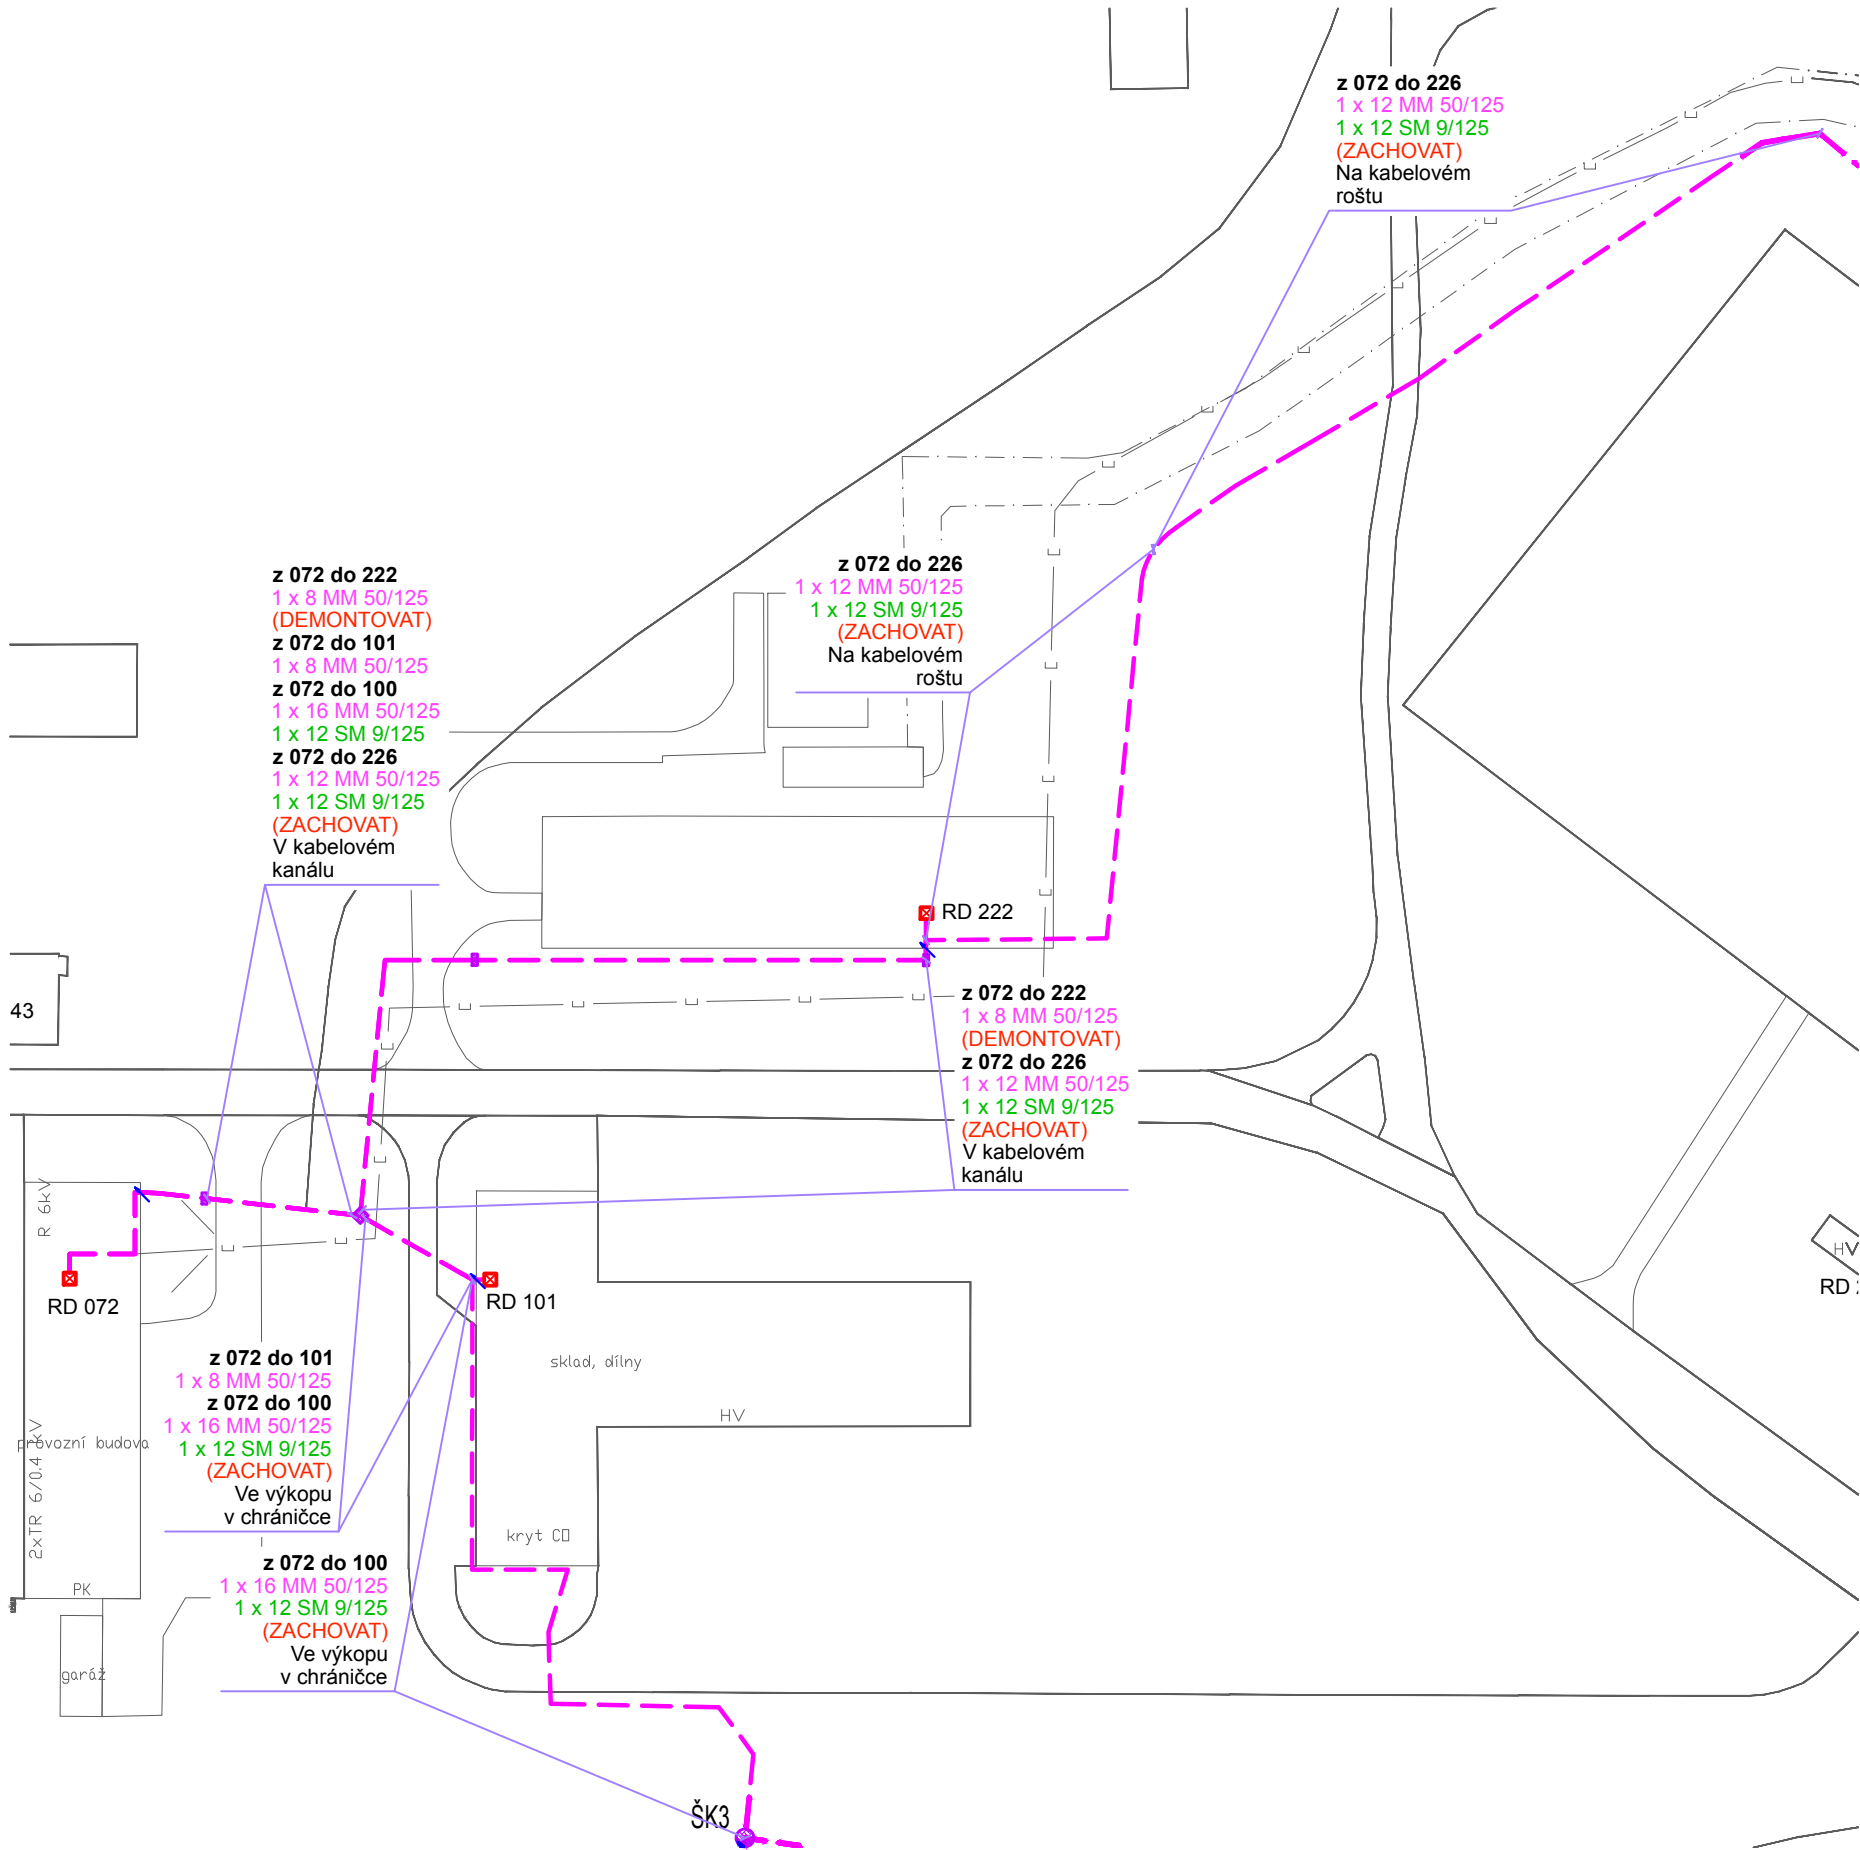 z 072 do 226
1 x 12 MM 50/125
1 x 12 SM 9/125
(ZACHOVAT)
Na kabelovém
roštu
z 072 do 226
1 x 12 MM 50/125
1 x 12 SM 9/125
(ZACHOVAT)
Na kabelovém
roštu
z 072 do 222
1 x 8 MM 50/125
(DEMONTOVAT)
z 072 do 101
1 x 8 MM 50/125
z 072 do 100
1 x 16 MM 50/125
1 x 12 SM 9/125
z 072 do 226
1 x 12 MM 50/125
1 x 12 SM 9/125
(ZACHOVAT)
V kabelovém
kanálu
RD 222
43
z 072 do 222
1 x 8 MM 50/125
(DEMONTOVAT)
z 072 do 226
1 x 12 MM 50/125
1 x 12 SM 9/125
(ZACHOVAT)
V kabelovém
kanálu
R 6kV
HV
RD
RD 072
RD 101
sklad, dílny
HV
z 072 do 101
1 x 8 MM 50/125
z 072 do 100
1 x 16 MM 50/125
1 x 12 SM 9/125
(ZACHOVAT)
Ve výkopu
v chráničce
provozní budova
2xTR 6/0.4 kV
kryt CO
z 072 do 100
1 x 16 MM 50/125
1 x 12 SM 9/125
(ZACHOVAT)
Ve výkopu
v chráničce
PK
garáž
ŠK3